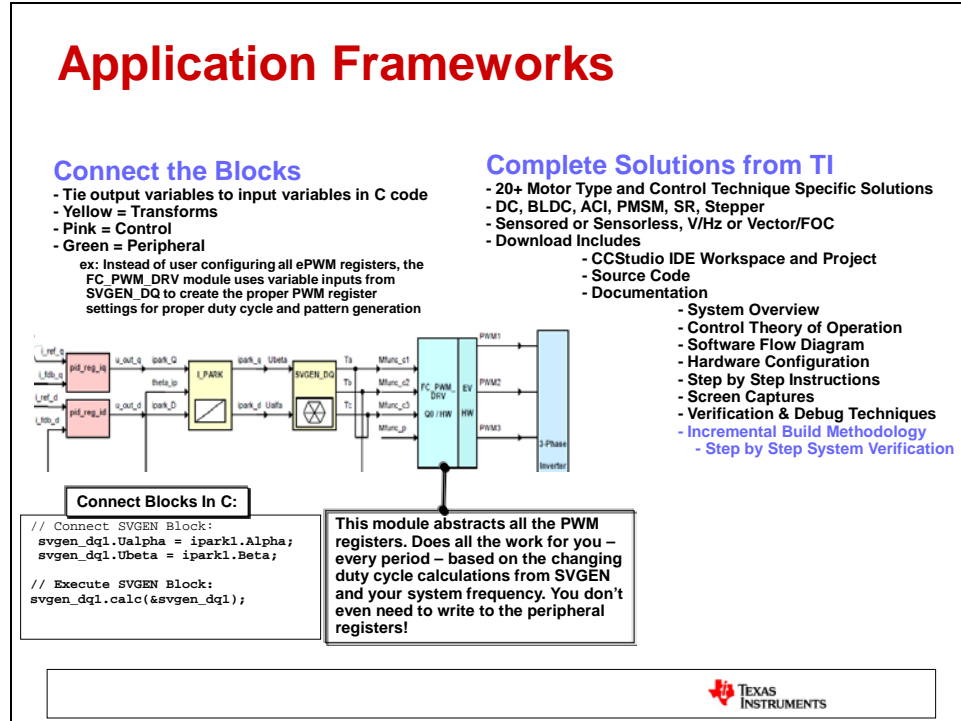 Application Frameworks
Connect the Blocks
- Tie output variables to input variables in C code
- Yellow = Transforms
- Pink = Control
- Green = Peripheral
ex: Instead of user configuring all ePWM registers, the
FC_PWM_DRV module uses variable inputs from
SVGEN_DQ to create the proper PWM register
settings for proper duty cycle and pattern generation
Complete Solutions from TI
- 20+ Motor Type and Control Technique Specific Solutions
- DC, BLDC, ACI, PMSM, SR, Stepper
- Sensored or Sensorless, V/Hz or Vector/FOC
- Download Includes
- CCStudio IDE Workspace and Project
- Source Code
- Documentation
- System Overview
- Control Theory of Operation
- Software Flow Diagram
- Hardware Configuration
- Step by Step Instructions
- Screen Captures
- Verification & Debug Techniques
- Incremental Build Methodology
- Step by Step System Verification
i_ref_q
i_fdb_q
i_ref_d
i_fdb_d
pid_reg_iq
pid_reg_id
u_out_q
u_out_d
ipark_Q
theta_ip
ipark_D
I_PARK
ipark_q
ipark_d
Ubeta
Ualfa
SVGEN_DQ
Ta
Tb
Tc
Mfunc_c1
Mfunc_c2
Mfunc_c3
Mfunc_p
FC_PWM_
DRV
Q0 / HW
EV
HW
PWM1
PWM2
PWM3
3-Phase
Inverter
Connect Blocks In C:
// Connect SVGEN Block:
svgen_dq1.Ualpha = ipark1.Alpha;
svgen_dq1.Ubeta = ipark1.Beta;
// Execute SVGEN Block:
svgen_dq1.calc(&svgen_dq1);
This module abstracts all the PWM
registers. Does all the work for you –
every period – based on the changing
duty cycle calculations from SVGEN
and your system frequency. You don't
even need to write to the peripheral
registers!
TEXAS
INSTRUMENTS